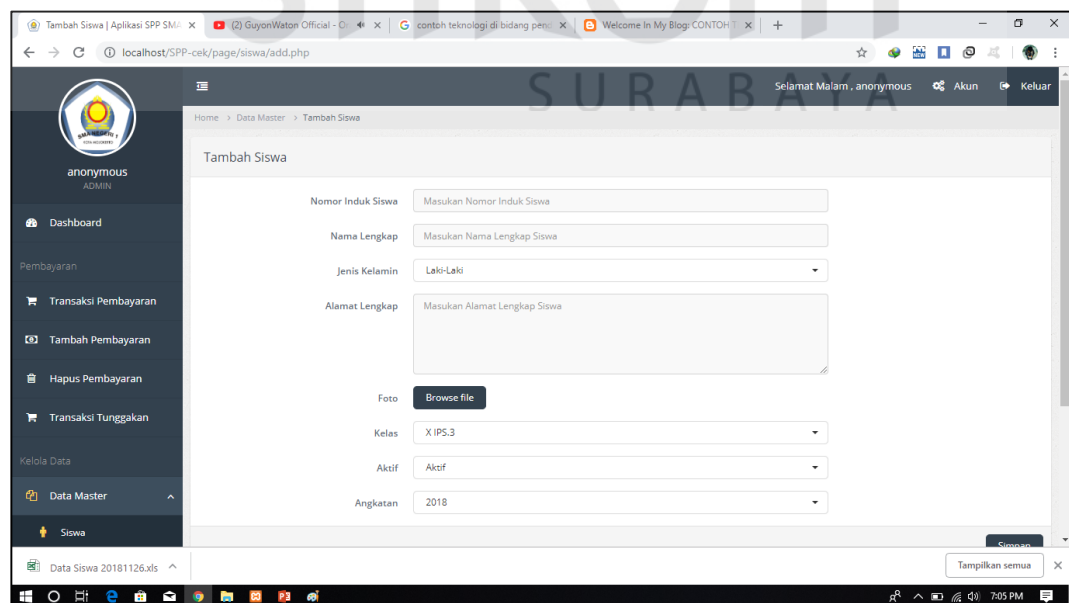 Tambah Siswa | Aplikasi SPP SMA
(2) GuyonWaton Official - O
contoh teknologi di bidang pend
Welcome In My Blog: CONTOH T
localhost/SPP-cek/page/siswa/add.php
SURABAYA
Selamat Malam , anonymous
Akun
Keluar
Home > Data Master > Tambah Siswa
SMA NEGERI 1
anonymous
ADMIN
Dashboard
Pembayaran
Transaksi Pembayaran
Tambah Pembayaran
Hapus Pembayaran
Transaksi Tunggakan
Kelola Data
Data Master
Siswa
Tambah Siswa
Nomor Induk Siswa
Masukan Nomor Induk Siswa
Nama Lengkap
Masukan Nama Lengkap Siswa
Jenis Kelamin
Laki-Laki
Alamat Lengkap
Masukan Alamat Lengkap Siswa
Foto
Browse file
Kelas
X IPS.3
Aktif
Aktif
Angkatan
2018
Simpan
Data Siswa 20181126.xls
Tampilkan semua
7:05 PM